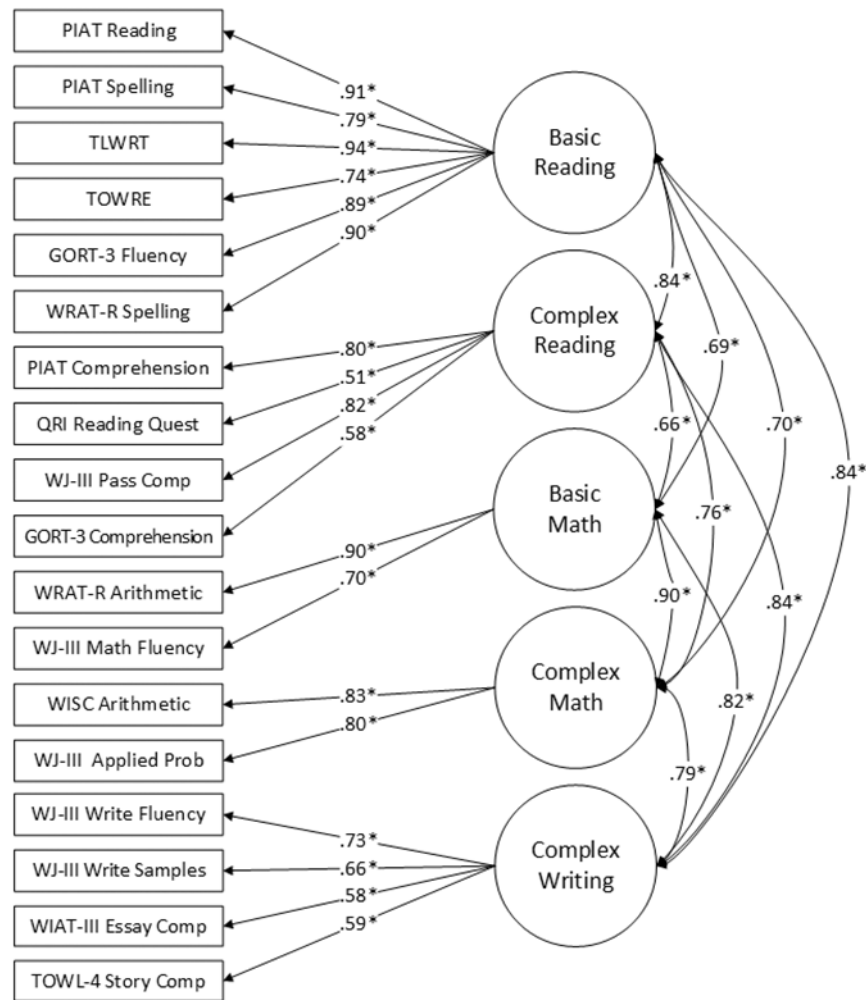 PIAT Reading
PIAT Spelling
TLWRT
TOWRE
GORT-3 Fluency
WRAT-R Spelling
PIAT Comprehension
QRI Reading Quest
WJ-III Pass Comp
GORT-3 Comprehension
WRAT-R Arithmetic
WJ-III Math Fluency
WISC Arithmetic
WJ-III Applied Prob
WJ-III Write Fluency
WJ-III Write Samples
WIAT-III Essay Comp
TOWL-4 Story Comp
.91*
.79*
.94*
.74*
.89*
.90*
.80*
.51*
.82*
.58*
.90*
.70*
.83*
.80*
.73*
.66*
.58*
.59*
Basic
Reading
Complex
Reading
Basic
Math
Complex
Math
Complex
Writing
.84*
.69*
.66*
.70*
.84*
.76*
.90*
.84*
.82*
.79*